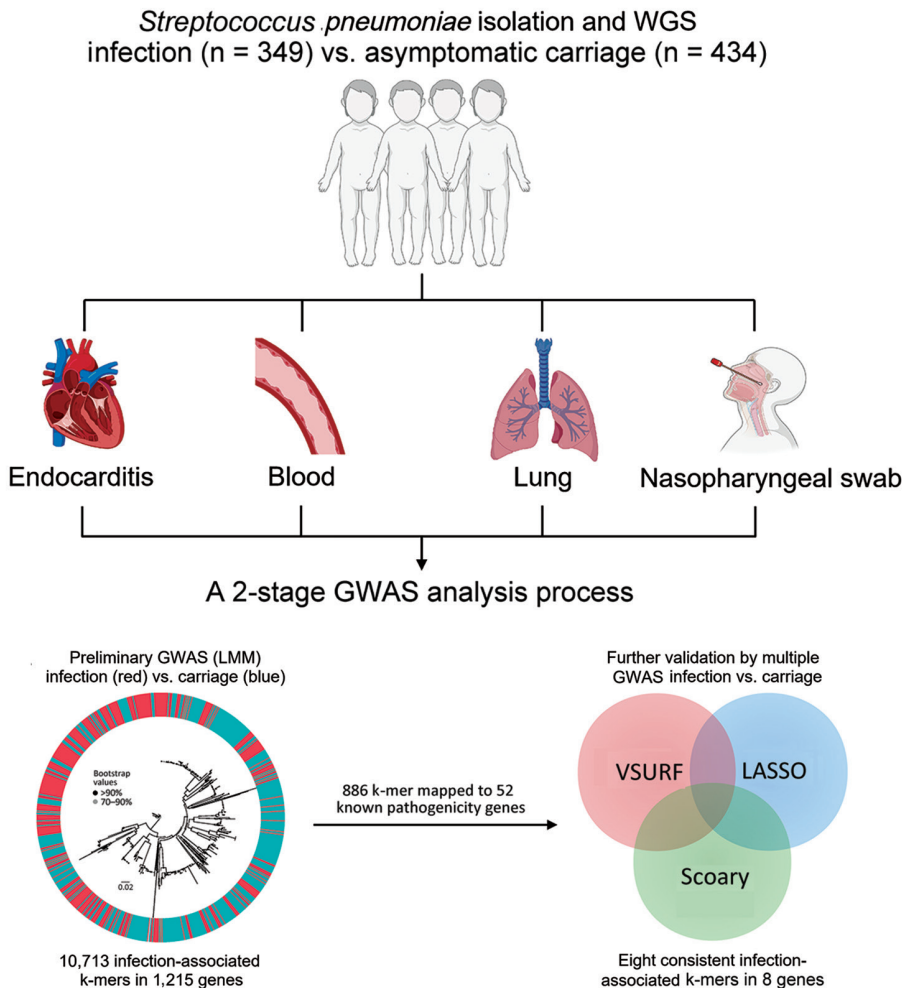 Streptococcus pneumoniae isolation and WGS
infection (n = 349) vs. asymptomatic carriage (n = 434)
Endocarditis
Blood
Lung
Nasopharyngeal swab
A 2-stage GWAS analysis process
Preliminary GWAS (LMM)
infection (red) vs. carriage (blue)
Bootstrap
values
>90%
70–90%
0.02
10,713 infection-associated
k-mers in 1,215 genes
886 k-mer mapped to 52
known pathogenicity genes
Further validation by multiple
GWAS infection vs. carriage
VSURF
LASSO
Scoary
Eight consistent infection-
associated k-mers in 8 genes